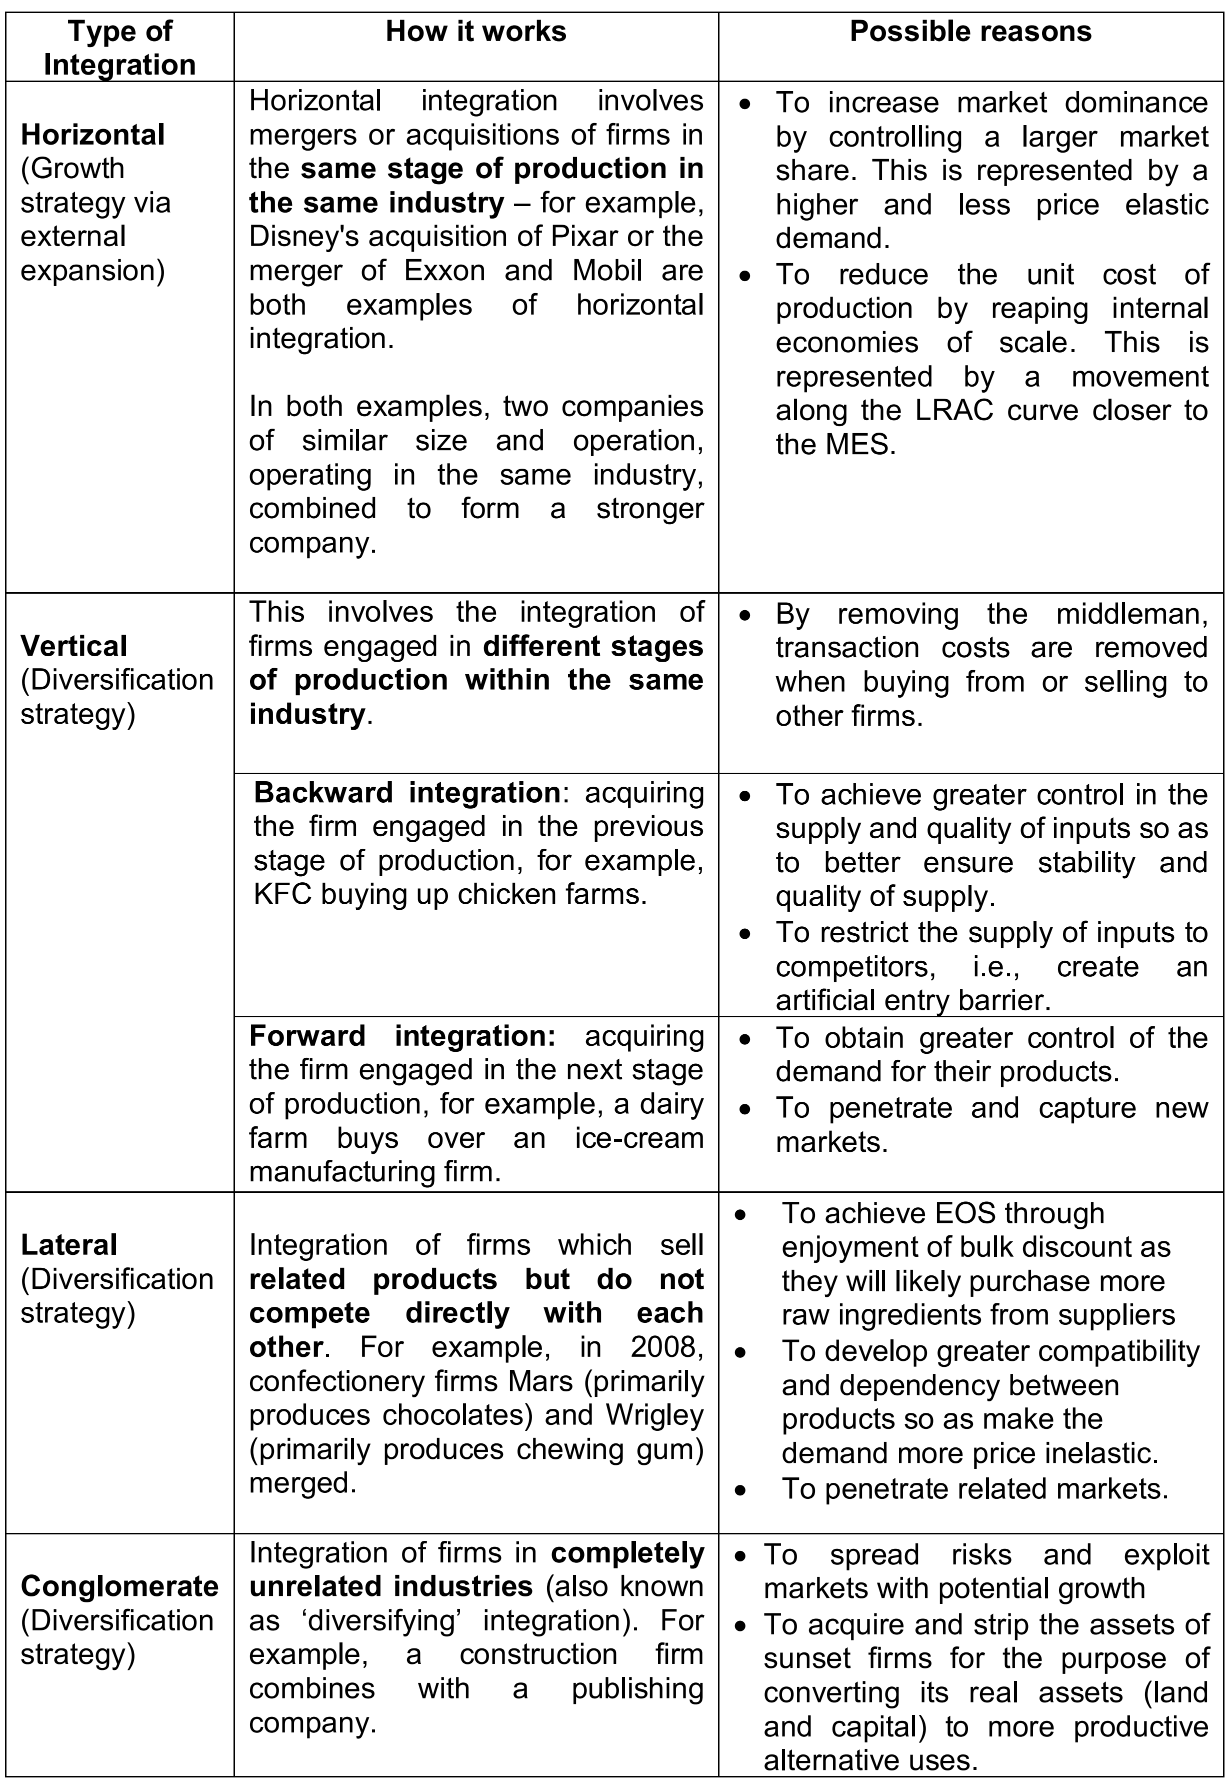 Type of
Integration
How it works
Possible reasons
Horizontal
(Growth
strategy via
external
expansion)
Horizontal integration involves
mergers or acquisitions of firms in
the same stage of production in
the same industry – for example,
Disney's acquisition of Pixar or the
merger of Exxon and Mobil are
both examples of horizontal
integration.
In both examples, two companies
of similar size and operation,
operating in the same industry,
combined to form a stronger
company.
• To increase market dominance
by controlling a larger market
share. This is represented by a
higher and less price elastic
demand.
• To reduce the unit cost of
production by reaping internal
economies of scale. This is
represented by a movement
along the LRAC curve closer to
the MES.
Vertical
(Diversification
strategy)
This involves the integration of
firms engaged in different stages
of production within the same
industry.
• By removing the middleman,
transaction costs are removed
when buying from or selling to
other firms.
Backward integration: acquiring
the firm engaged in the previous
stage of production, for example,
KFC buying up chicken farms.
• To achieve greater control in the
supply and quality of inputs so as
to better ensure stability and
quality of supply.
• To restrict the supply of inputs to
competitors, i.e., create an
artificial entry barrier.
Forward integration: acquiring
the firm engaged in the next stage
of production, for example, a dairy
farm buys over an ice-cream
manufacturing firm.
• To obtain greater control of the
demand for their products.
• To penetrate and capture new
markets.
Lateral
(Diversification
strategy)
Integration of firms which sell
related products but do not
compete directly with each
other. For example, in 2008,
confectionery firms Mars (primarily
produces chocolates) and Wrigley
(primarily produces chewing gum)
merged.
• To achieve EOS through
enjoyment of bulk discount as
they will likely purchase more
raw ingredients from suppliers
• To develop greater compatibility
and dependency between
products so as make the
demand more price inelastic.
• To penetrate related markets.
Conglomerate
(Diversification
strategy)
Integration of firms in completely
unrelated industries (also known
as ‘diversifying’ integration). For
example, a construction firm
combines with a publishing
company.
• To spread risks and exploit
markets with potential growth
• To acquire and strip the assets of
sunset firms for the purpose of
converting its real assets (land
and capital) to more productive
alternative uses.